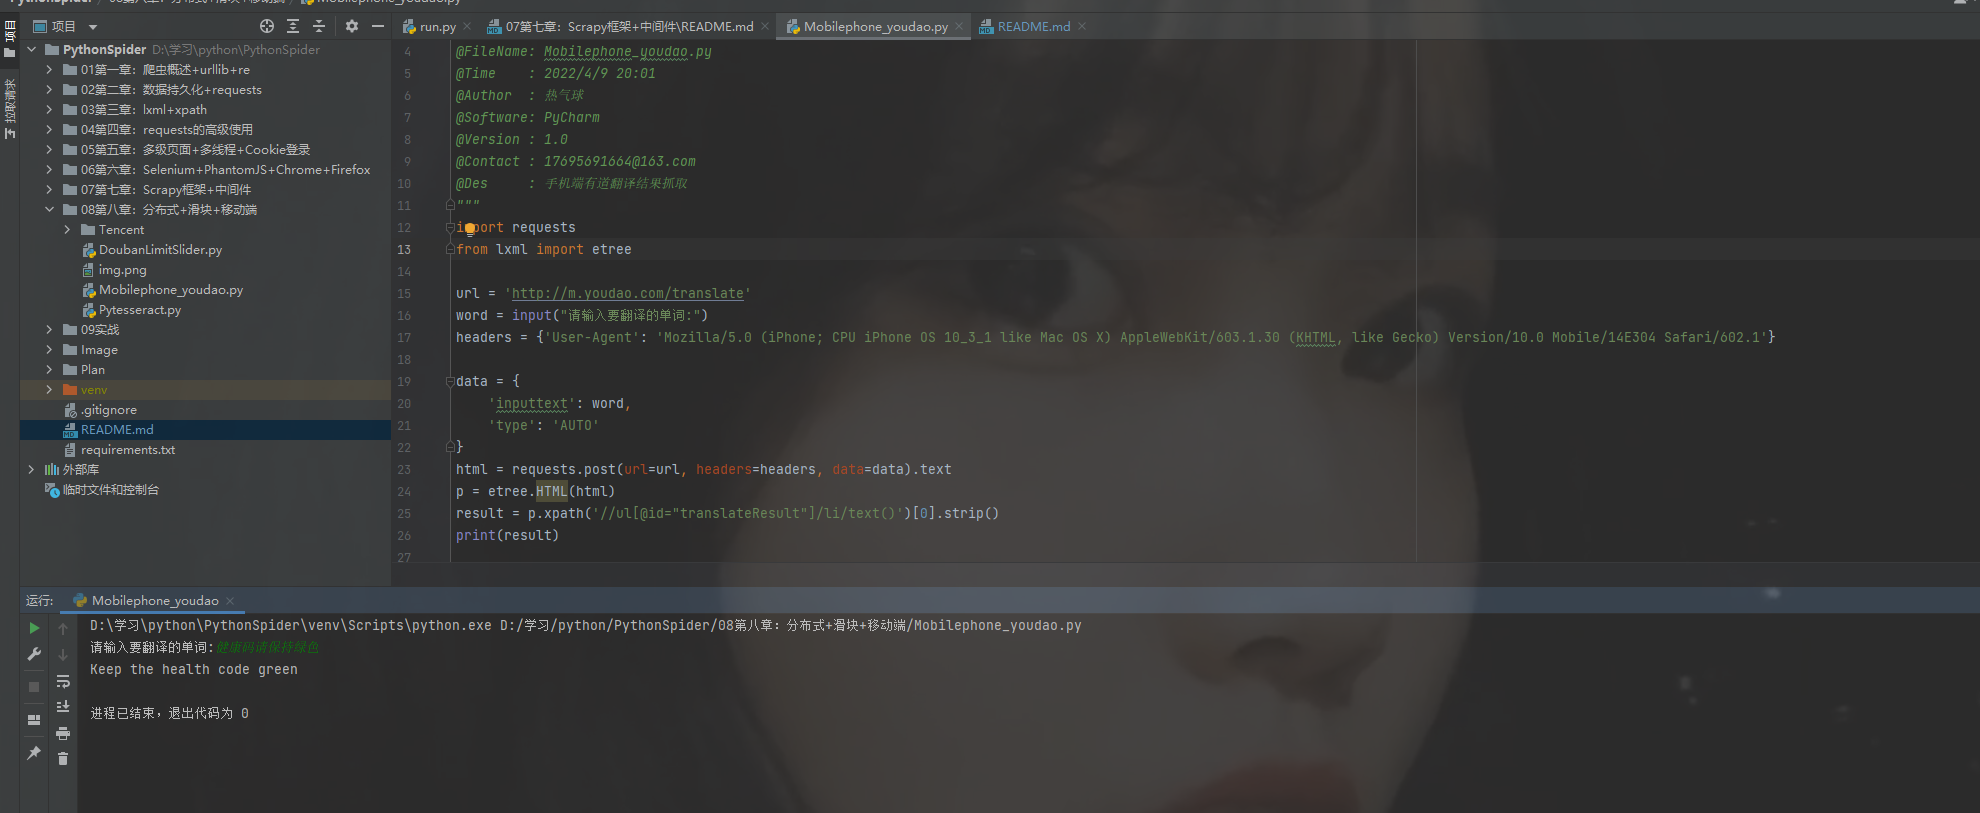 项目
run.py
07第七章：Scrapy框架+中间件\README.md
Mobilephone_youdao.py
README.md
项目
拉取请求
PythonSpider D:\学习\python\PythonSpider
01第一章：爬虫概述+urllib+re
02第二章：数据持久化+requests
03第三章：lxml+xpath
04第四章：requests的高级使用
05第五章：多级页面+多线程+Cookie登录
06第六章：Selenium+PhantomJS+Chrome+Firefox
07第七章：Scrapy框架+中间件
08第八章：分布式+滑块+移动端
Tencent
DoubanLimitSlider.py
img.png
Mobilephone_youdao.py
Pytesseract.py
09实战
Image
Plan
venv
.gitignore
README.md
requirements.txt
外部库
临时文件和控制台
4 @FileName: Mobilephone_youdao.py
5 @Time : 2022/4/9 20:01
6 @Author : 热气球
7 @Software: PyCharm
8 @Version : 1.0
9 @Contact : 17695691664@163.com
10 @Des : 手机端有道翻译结果抓取
11 """
12 import requests
13 from lxml import etree
14
15 url = 'http://m.youdao.com/translate'
16 word = input("请输入要翻译的单词:")
17 headers = {'User-Agent': 'Mozilla/5.0 (iPhone; CPU iPhone OS 10_3_1 like Mac OS X) AppleWebKit/603.1.30 (KHTML, like Gecko) Version/10.0 Mobile/14E304 Safari/602.1'}
18
19 data = {
20 'inputtext': word,
21 'type': 'AUTO'
22 }
23 html = requests.post(url=url, headers=headers, data=data).text
24 p = etree.HTML(html)
25 result = p.xpath('//ul[@id="translateResult"]/li/text()')[0].strip()
26 print(result)
27
运行: Mobilephone_youdao
D:\学习\python\PythonSpider\venv\Scripts\python.exe D:/学习/python/PythonSpider/08第八章：分布式+滑块+移动端/Mobilephone_youdao.py
请输入要翻译的单词:健康码请保持绿色
Keep the health code green
进程已结束，退出代码为 0